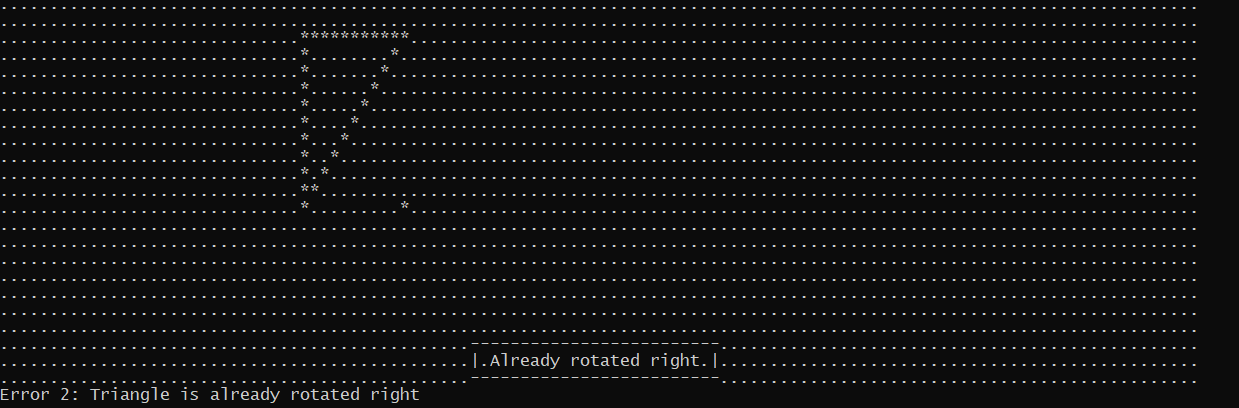 Already rotated right.
Error 2: Triangle is already rotated right